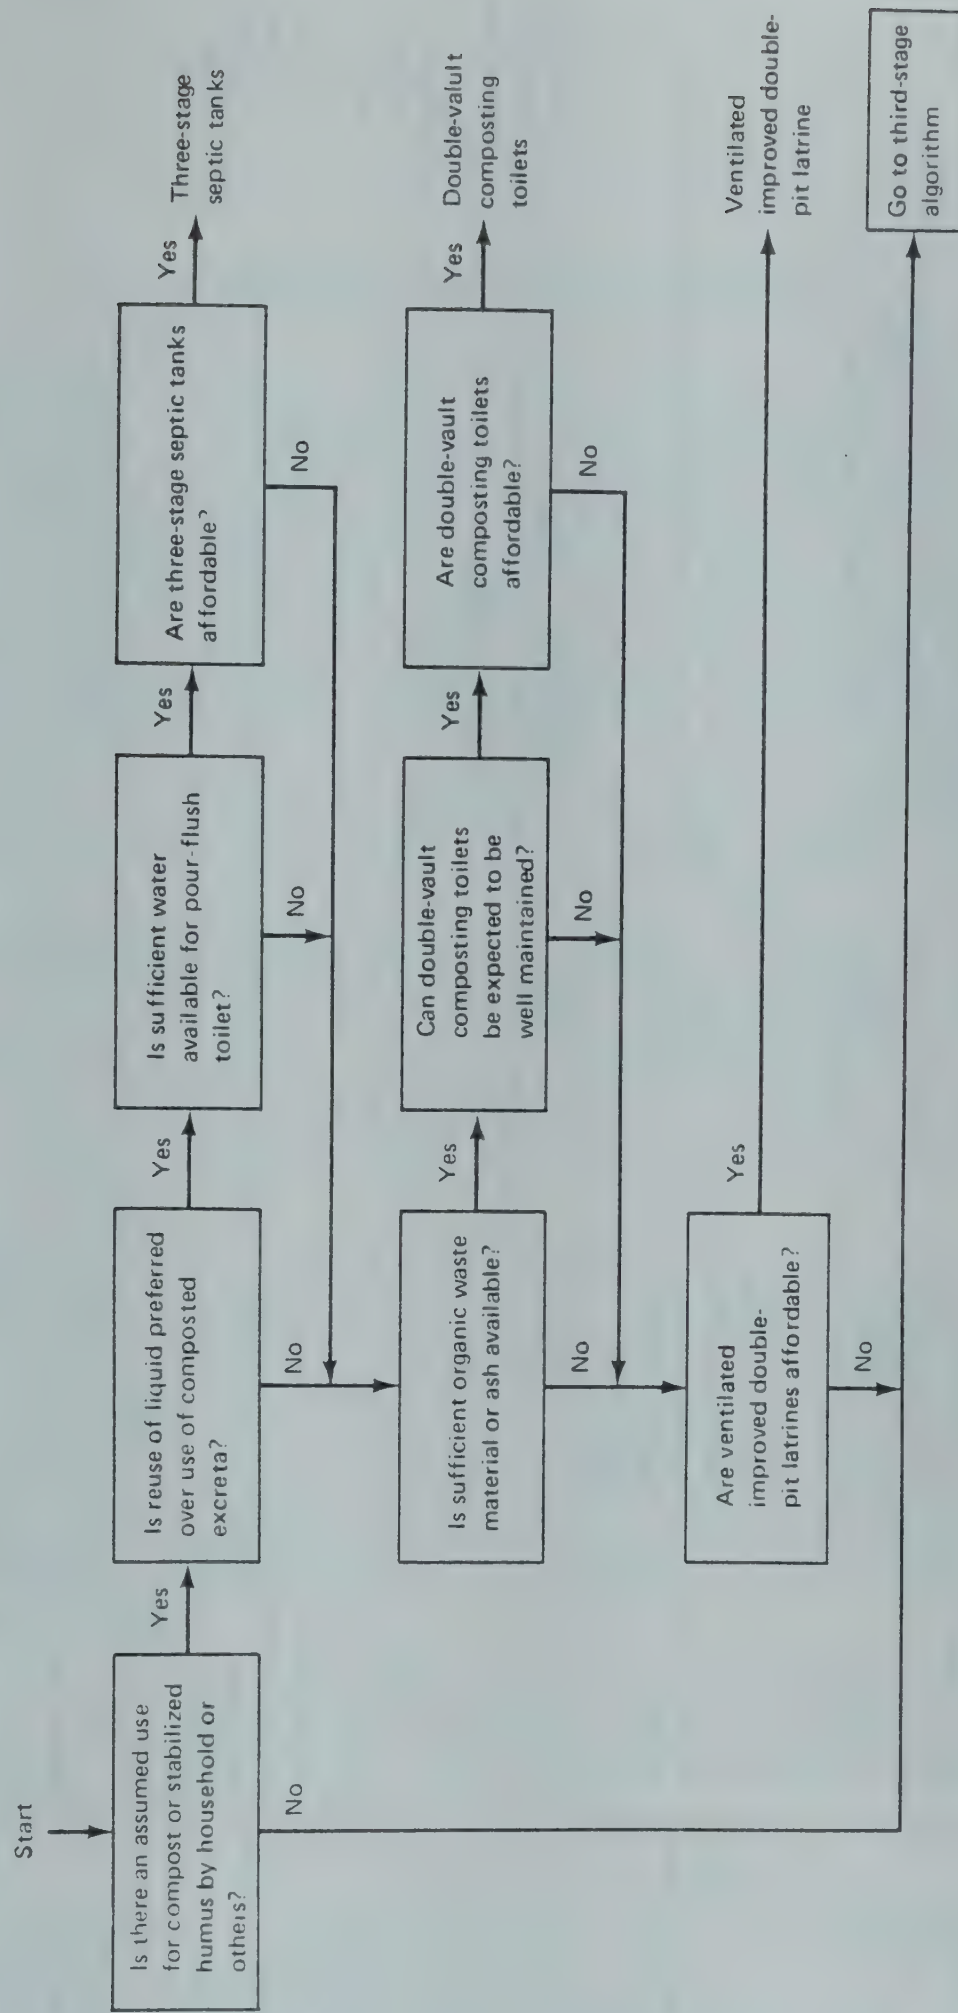 Start
Is there an assumed use
for compost or stabilized
humus by household or
others?
Yes
No
Is reuse of liquid preferred
over use of composted
excreta?
Yes
No
Is sufficient water
available for pour-flush
toilet?
Yes
No
Are three-stage septic tanks
affordable?
Yes
No
Three-stage
septic tanks
Is sufficient organic waste
material or ash available?
Yes
No
Can double-vault
composting toilets
be expected to be
well maintained?
Yes
No
Are double-vault
composting toilets
affordable?
Yes
No
Double-valult
composting
toilets
Are ventilated
improved double-
pit latrines affordable?
Yes
No
Ventilated
improved double-
pit latrine
Go to third-stage
algorithm